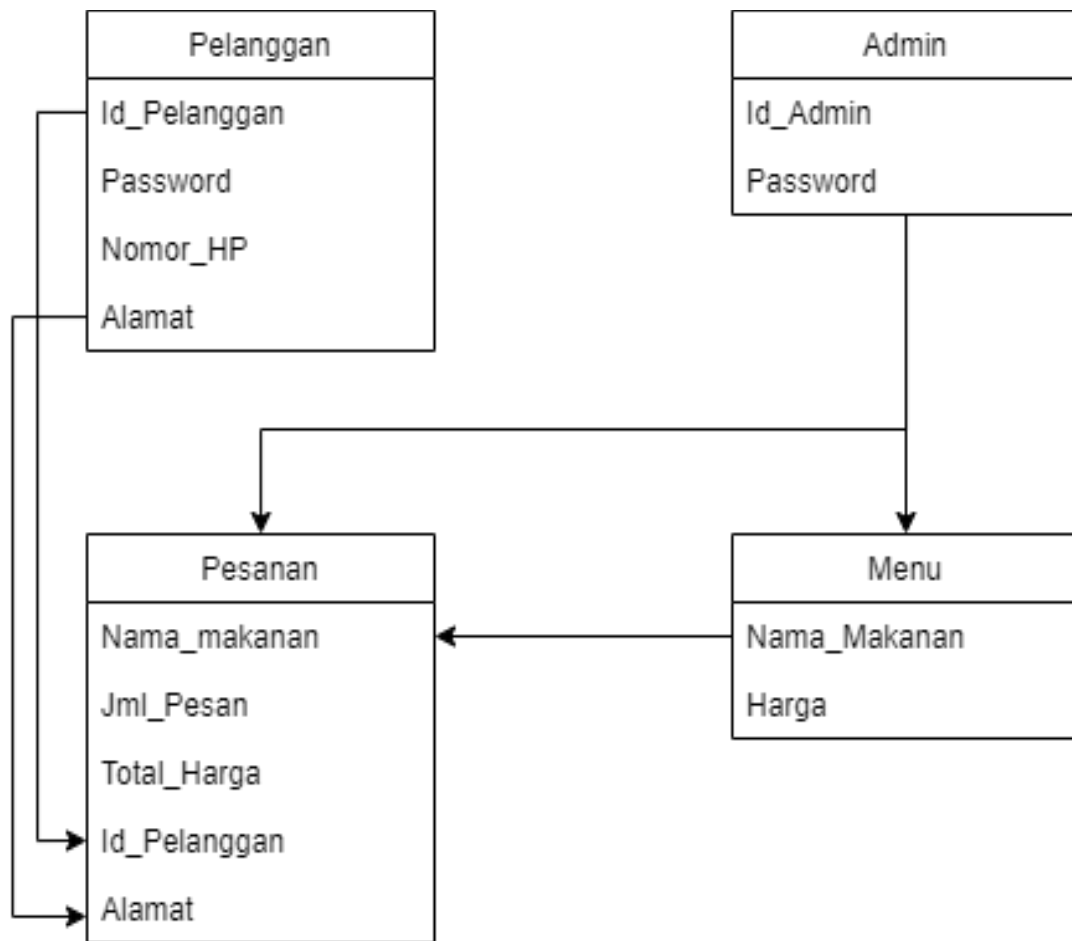 Pelanggan
Id_Pelanggan
Password
Nomor_HP
Alamat
Admin
Id_Admin
Password
Pesanan
Nama_makanan
Jml_Pesan
Total_Harga
Id_Pelanggan
Alamat
Menu
Nama_Makanan
Harga